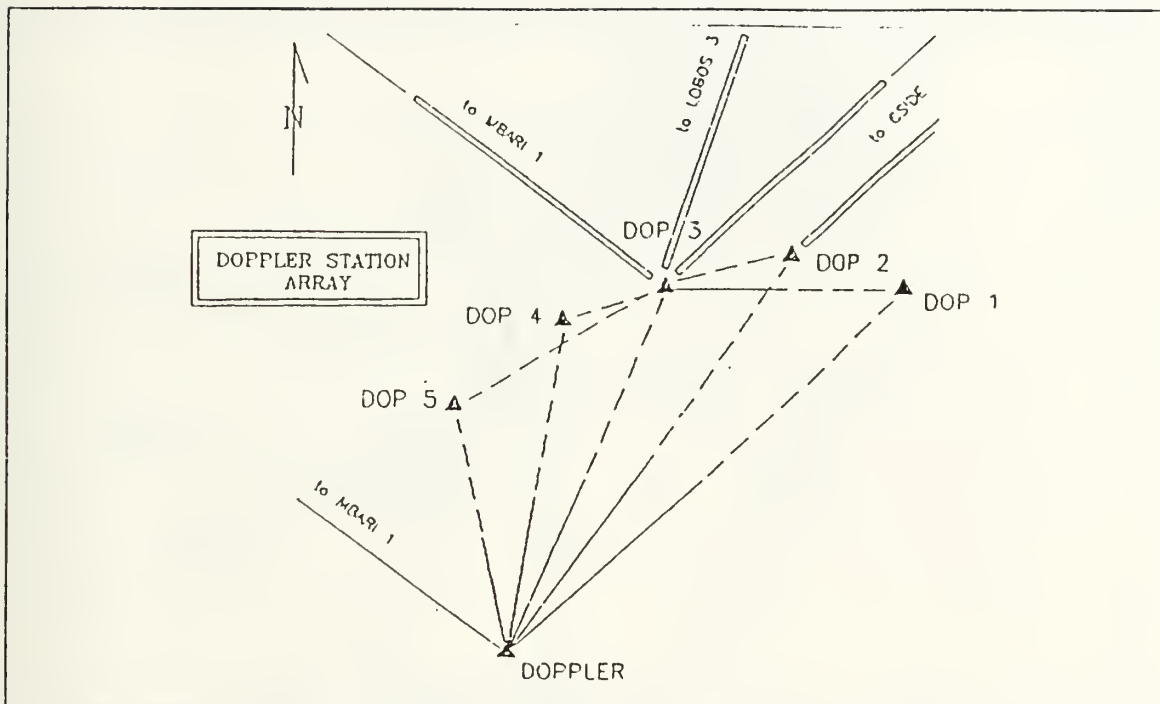 N
to MBARI 1
to LOBOS 3
to CSIDE
DOPPLER STATION
ARRAY
DOP 3
DOP 2
DOP 1
DOP 4
DOP 5
to MBARI 1
DOPPLER